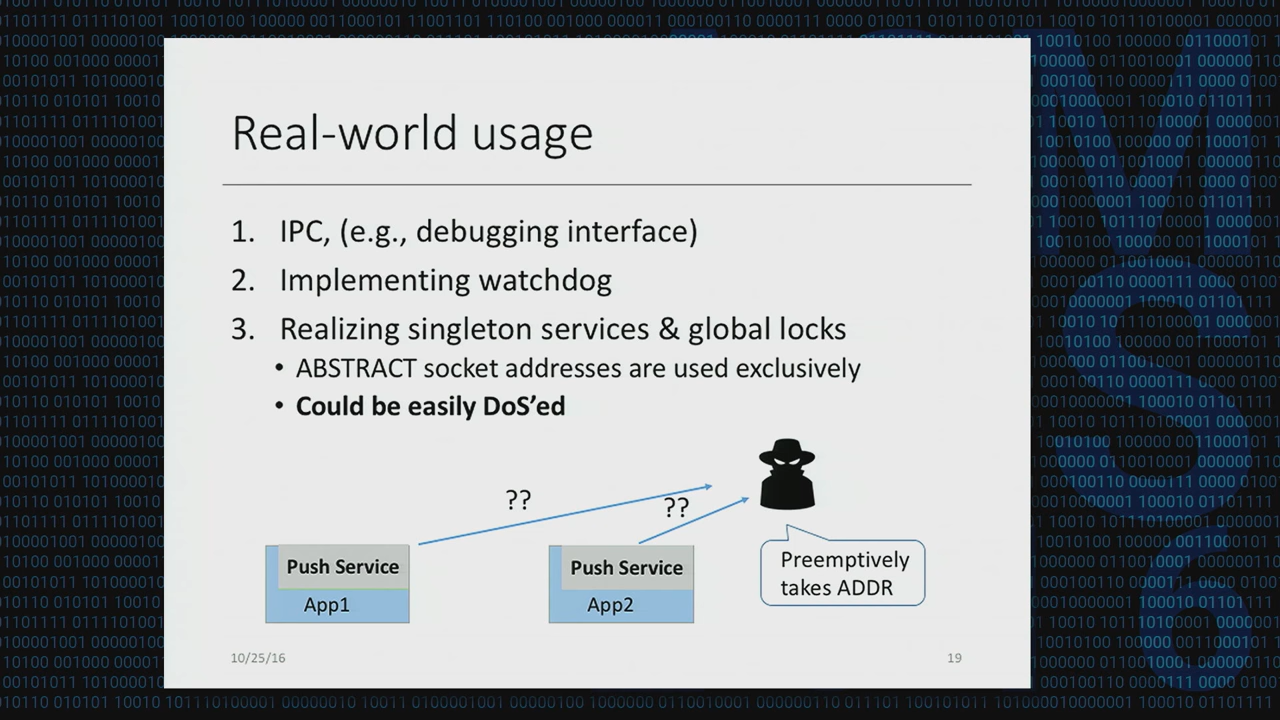 Real-world usage
1. IPC, (e.g., debugging interface)
2. Implementing watchdog
3. Realizing singleton services & global locks
• ABSTRACT socket addresses are used exclusively
• Could be easily DoS’ed
??
??
Push Service
App1
Push Service
App2
Preemptively
takes ADDR
10/25/16
19